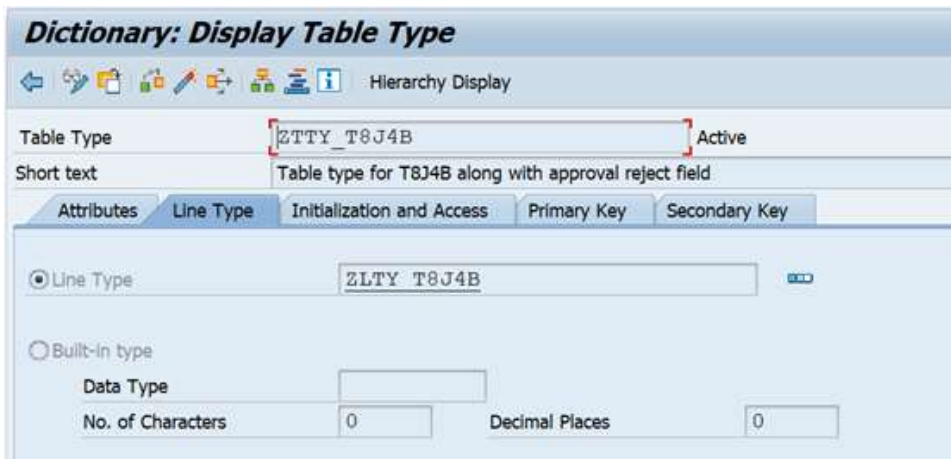 Dictionary: Display Table Type
Hierarchy Display
Table Type ZTTY_T8J4B Active
Short text Table type for T8J4B along with approval reject field
Attributes Line Type Initialization and Access Primary Key Secondary Key
Line Type ZLTY_T8J4B
Built-in type
Data Type
No. of Characters 0 Decimal Places 0